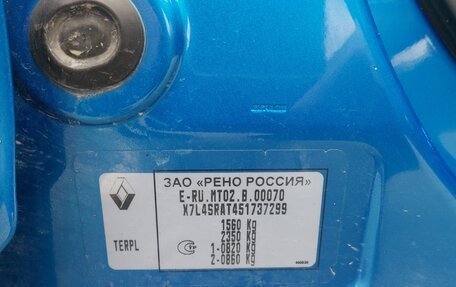 ЗАО «РЕНО РОССИЯ»
E-RU.MT02.B.00070
X7L4SRAT451737299
1560 Kg
2350 Kg
1-0820 Kg
2-0860 Kg
TERPL